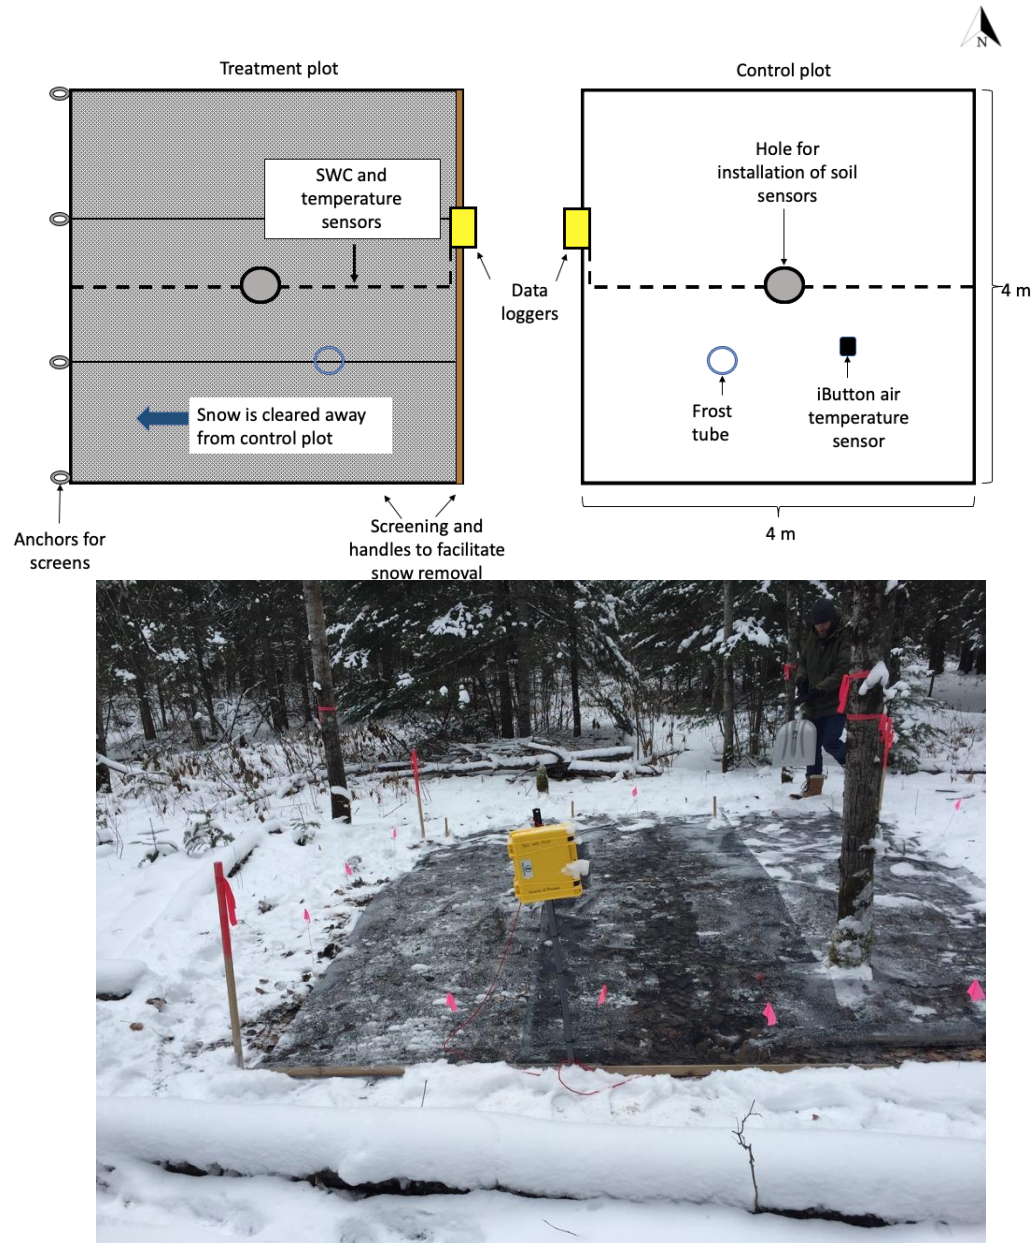 N
Treatment plot
Control plot
SWC and
temperature
sensors
Hole for
installation of soil
sensors
Data
loggers
4 m
Snow is cleared away
from control plot
Frost
tube
iButton air
temperature
sensor
Anchors for
screens
Screening and
handles to facilitate
snow removal
4 m